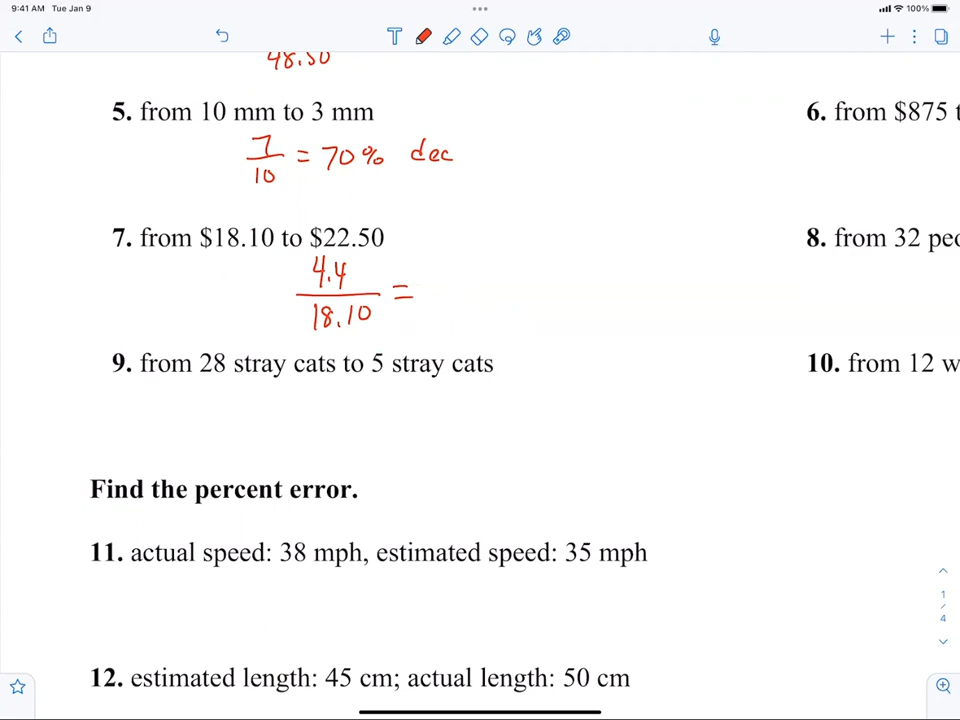 9:41 AM Tue Jan 9
100%
48.50
5. from 10 mm to 3 mm
6. from $875 t
7/10 = 70% dec
7. from $18.10 to $22.50
8. from 32 peo
4.4/18.10 =
9. from 28 stray cats to 5 stray cats
10. from 12 w
Find the percent error.
11. actual speed: 38 mph, estimated speed: 35 mph
1/4
12. estimated length: 45 cm; actual length: 50 cm